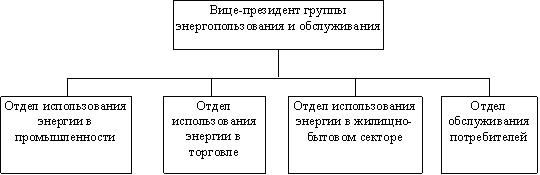 Вице-президент группы
энергопользования и обслуживания
Отдел использования
энергии в
промышленности
Отдел
использования
энергии в
торговле
Отдел использования
энергии в жилищно-
бытовом секторе
Отдел
обслуживания
потребителей